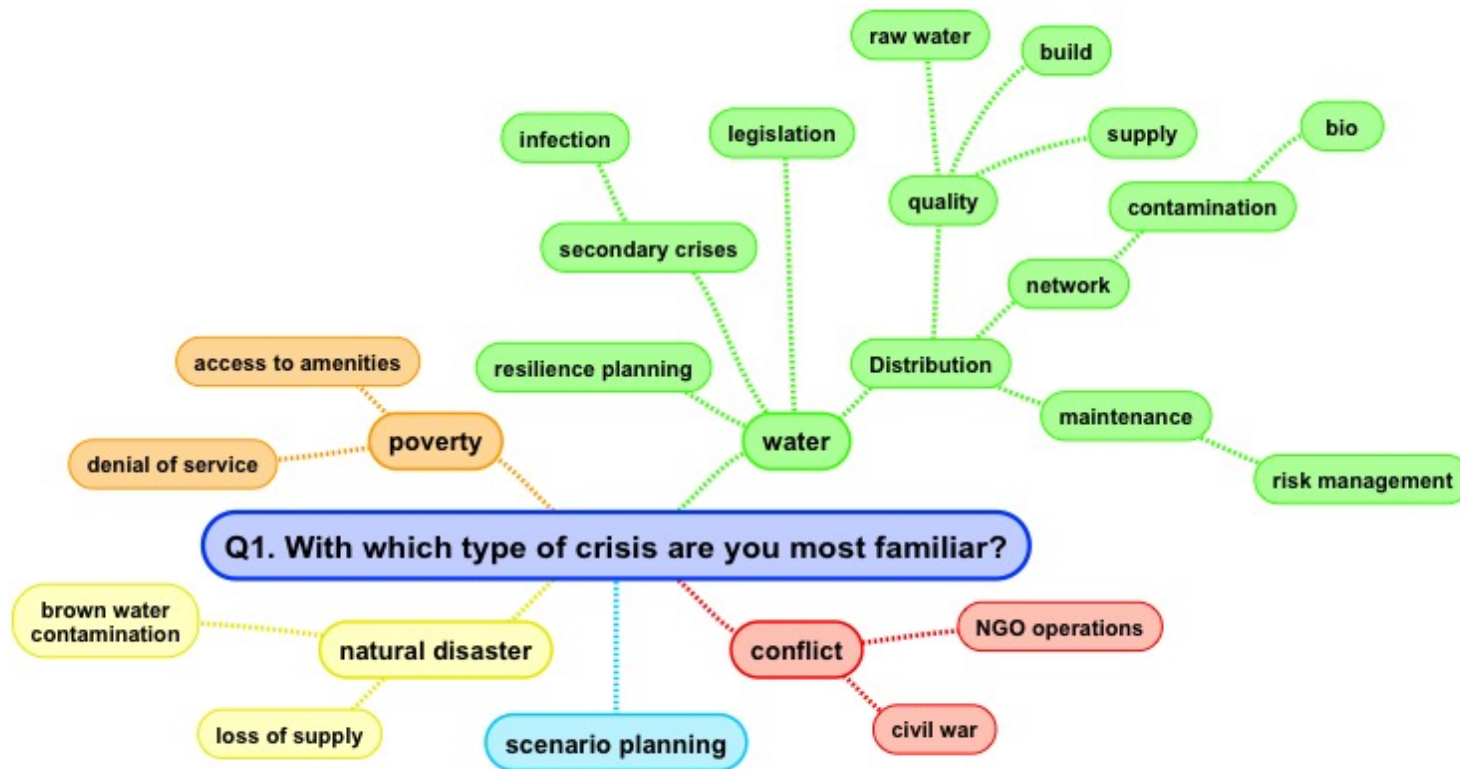 raw water
build
infection
legislation
supply
bio
quality
contamination
secondary crises
network
access to amenities
resilience planning
Distribution
maintenance
poverty
water
denial of service
risk management
Q1. With which type of crisis are you most familiar?
brown water
contamination
NGO operations
natural disaster
conflict
loss of supply
scenario planning
civil war